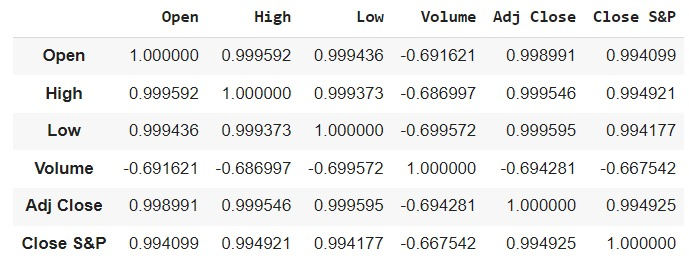 Open High Low Volume Adj Close Close S&P
Open 1.000000 0.999592 0.999436 -0.691621 0.998991 0.994099
High 0.999592 1.000000 0.999373 -0.686997 0.999546 0.994921
Low 0.999436 0.999373 1.000000 -0.699572 0.999595 0.994177
Volume -0.691621 -0.686997 -0.699572 1.000000 -0.694281 -0.667542
Adj Close 0.998991 0.999546 0.999595 -0.694281 1.000000 0.994925
Close S&P 0.994099 0.994921 0.994177 -0.667542 0.994925 1.000000